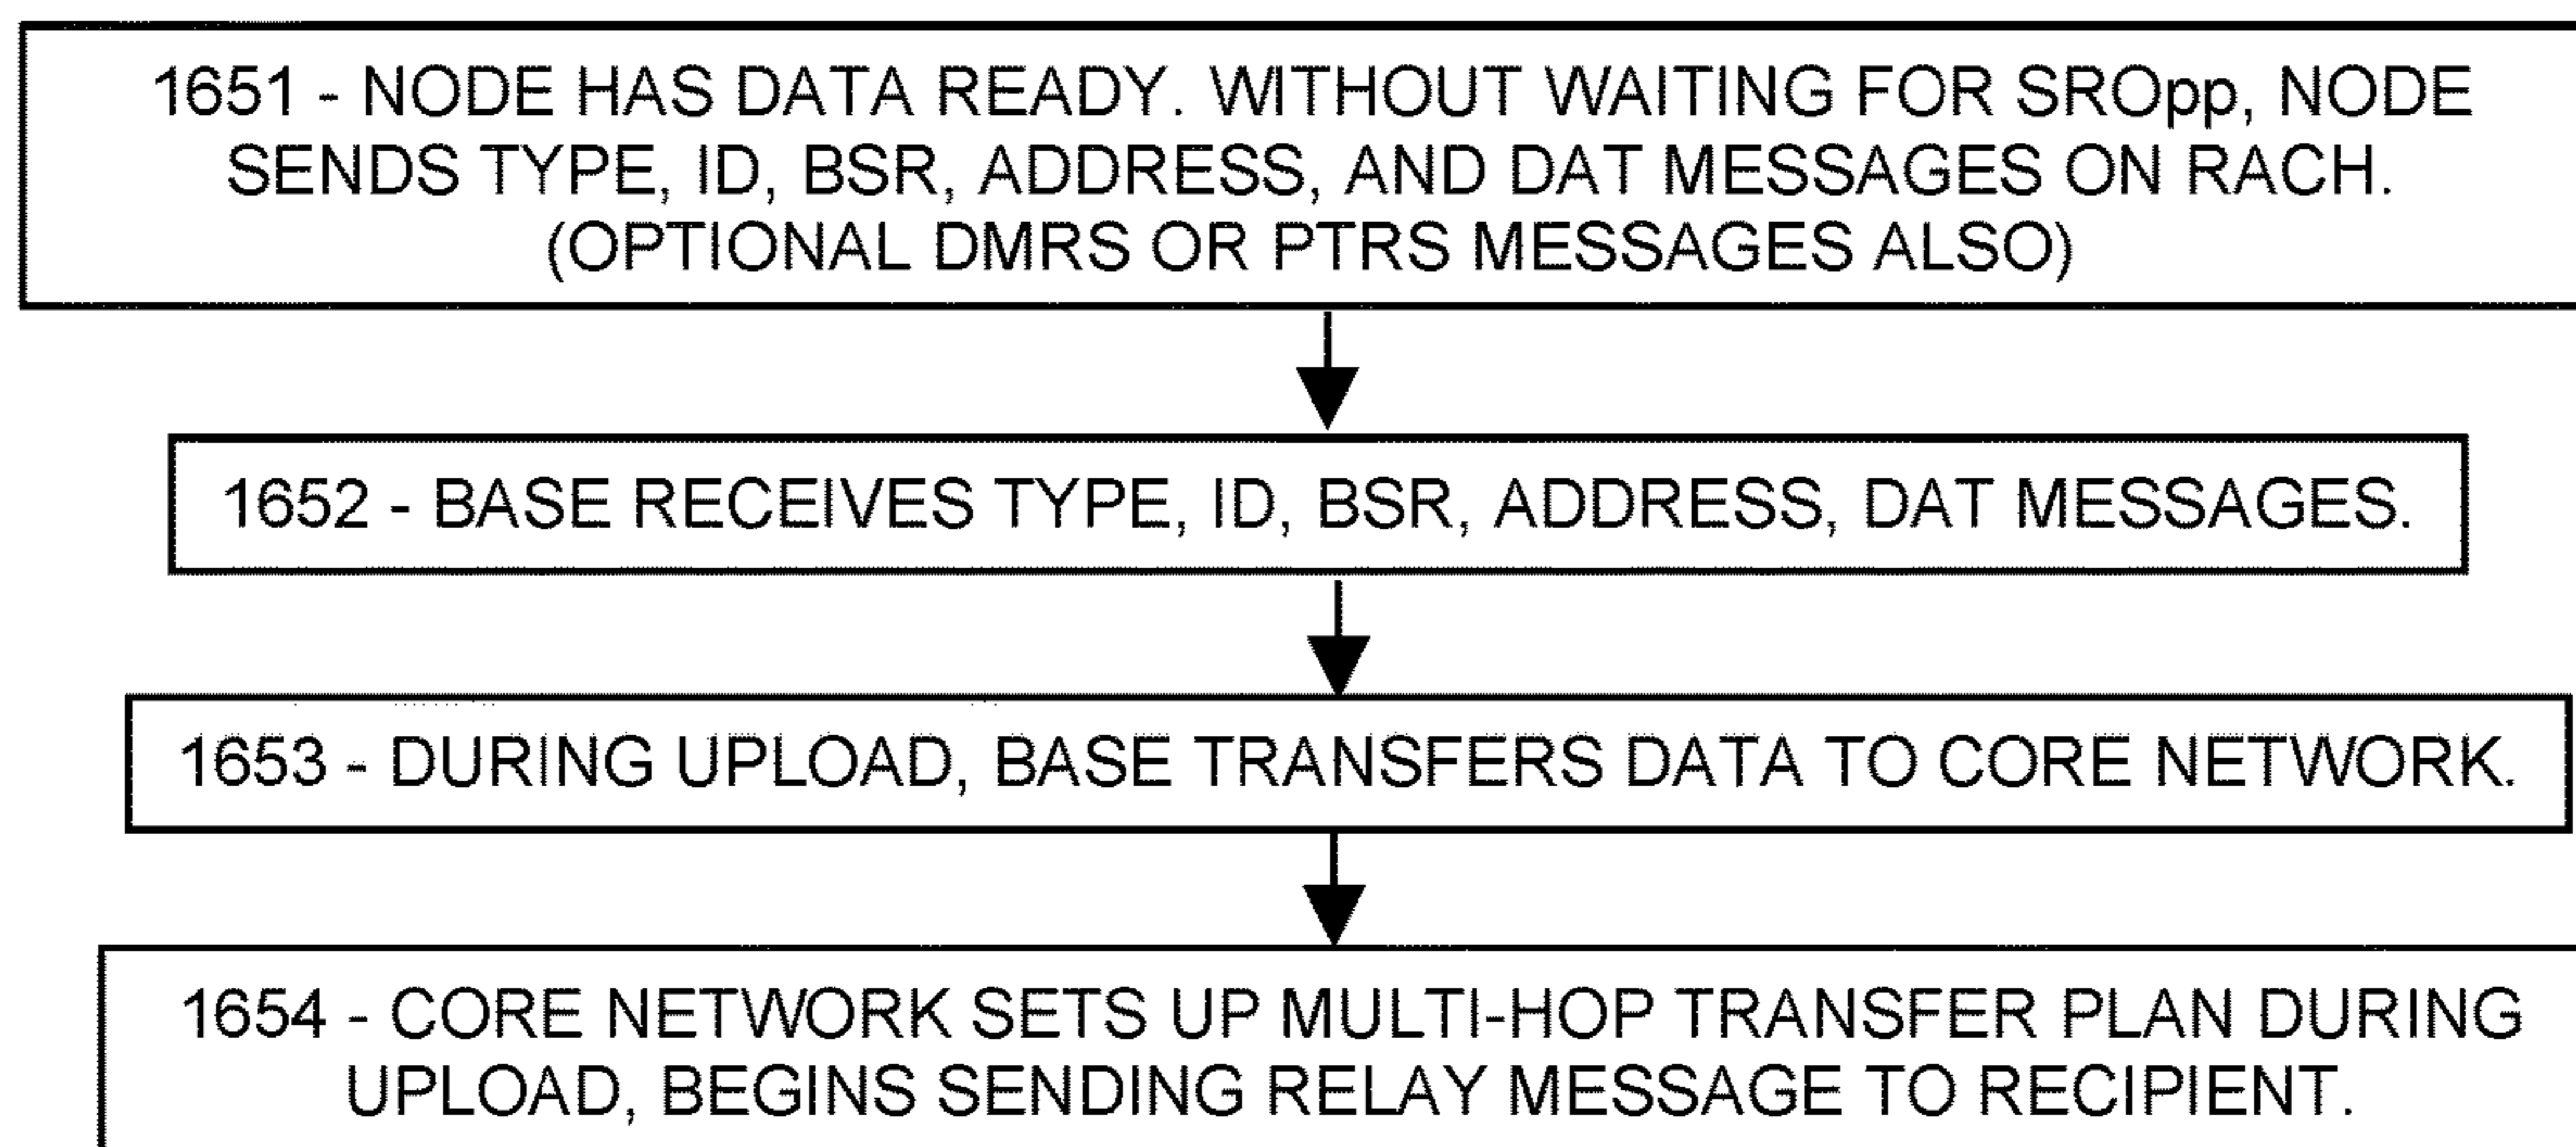 1651 - NODE HAS DATA READY. WITHOUT WAITING FOR SROpp, NODE
SENDS TYPE, ID, BSR, ADDRESS, AND DAT MESSAGES ON RACH.
(OPTIONAL DMRS OR PTRS MESSAGES ALSO)
1652 - BASE RECEIVES TYPE, ID, BSR, ADDRESS, DAT MESSAGES.
1653 - DURING UPLOAD, BASE TRANSFERS DATA TO CORE NETWORK.
1654 - CORE NETWORK SETS UP MULTI-HOP TRANSFER PLAN DURING
UPLOAD, BEGINS SENDING RELAY MESSAGE TO RECIPIENT.